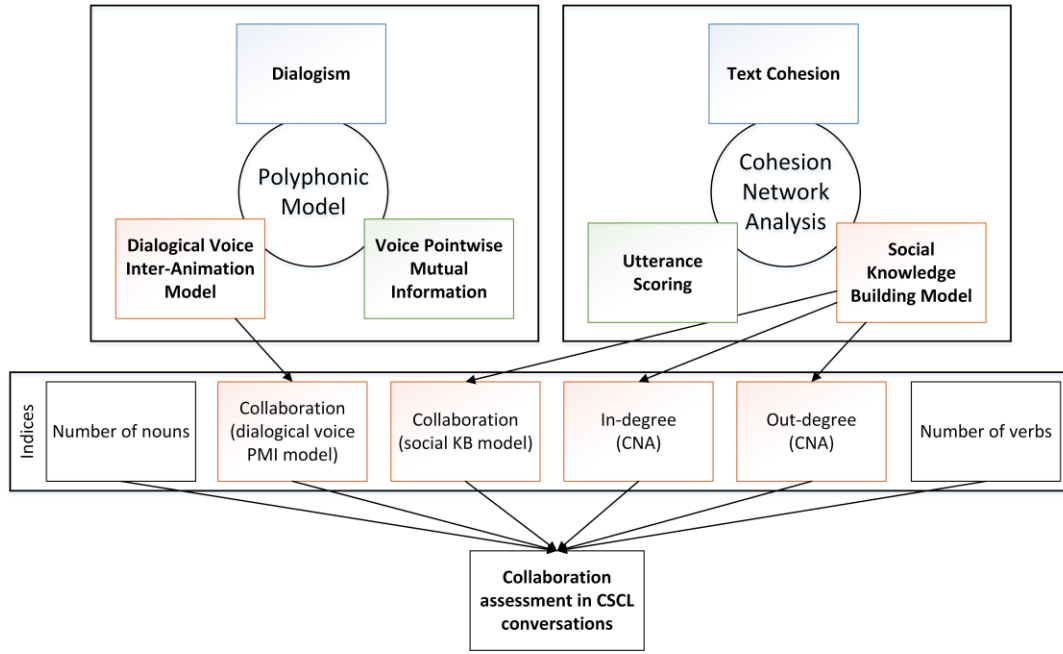 Dialogism
Polyphonic
Model
Dialogical Voice
Inter-Animation
Model
Voice Pointwise
Mutual
Information
Text Cohesion
Cohesion
Network
Analysis
Utterance
Scoring
Social
Knowledge
Building Model
Indices
Number of nouns
Collaboration
(dialogical voice
PMI model)
Collaboration
(social KB model)
In-degree
(CNA)
Out-degree
(CNA)
Number of verbs
Collaboration
assessment in CSCL
conversations